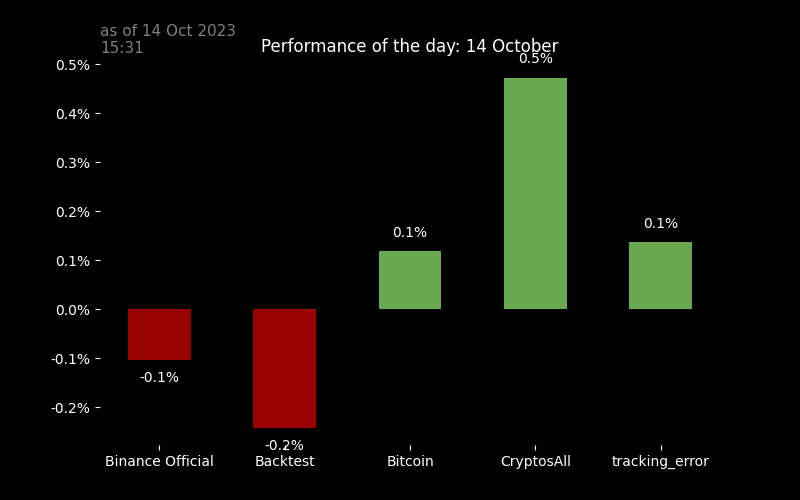 as of 14 Oct 2023
15:31
Performance of the day: 14 October
0.5%
0.5%
0.4%
0.3%
0.2%
0.1%
0.1%
0.1%
0.0%
-0.1%
-0.1%
-0.2%
-0.2%
Binance Official
Backtest
Bitcoin
CryptosAll
tracking_error